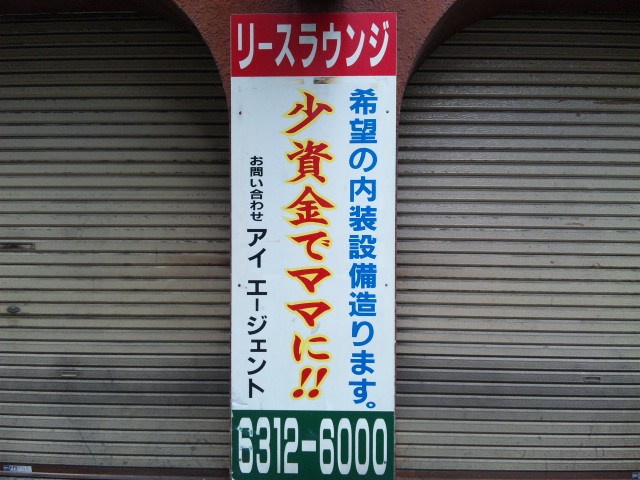 リースラウンジ
希望の内装設備造ります。
少資金でママに!!
お問い合わせ アイ エージェント
6312-6000